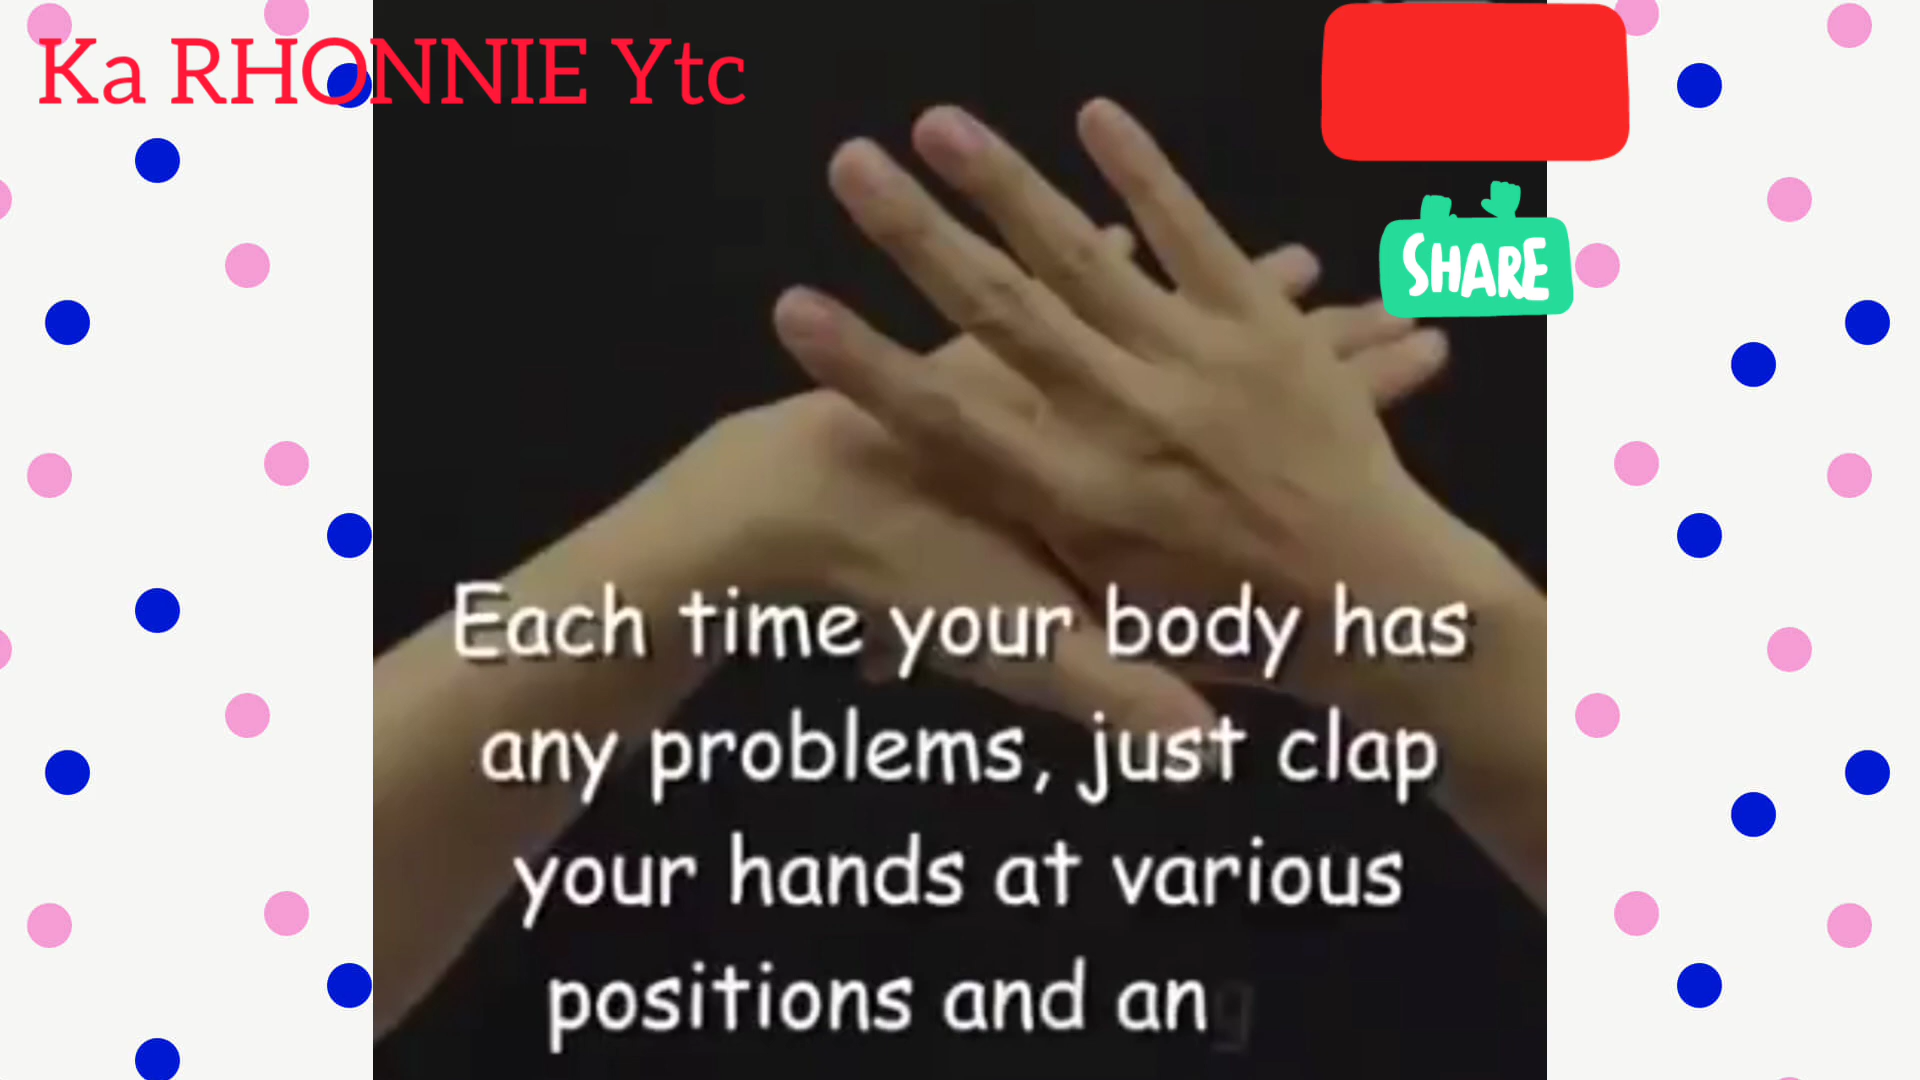 Ka RHONNIE Ytc
SHARE
Each time your body has
any problems, just clap
your hands at various
positions and ang